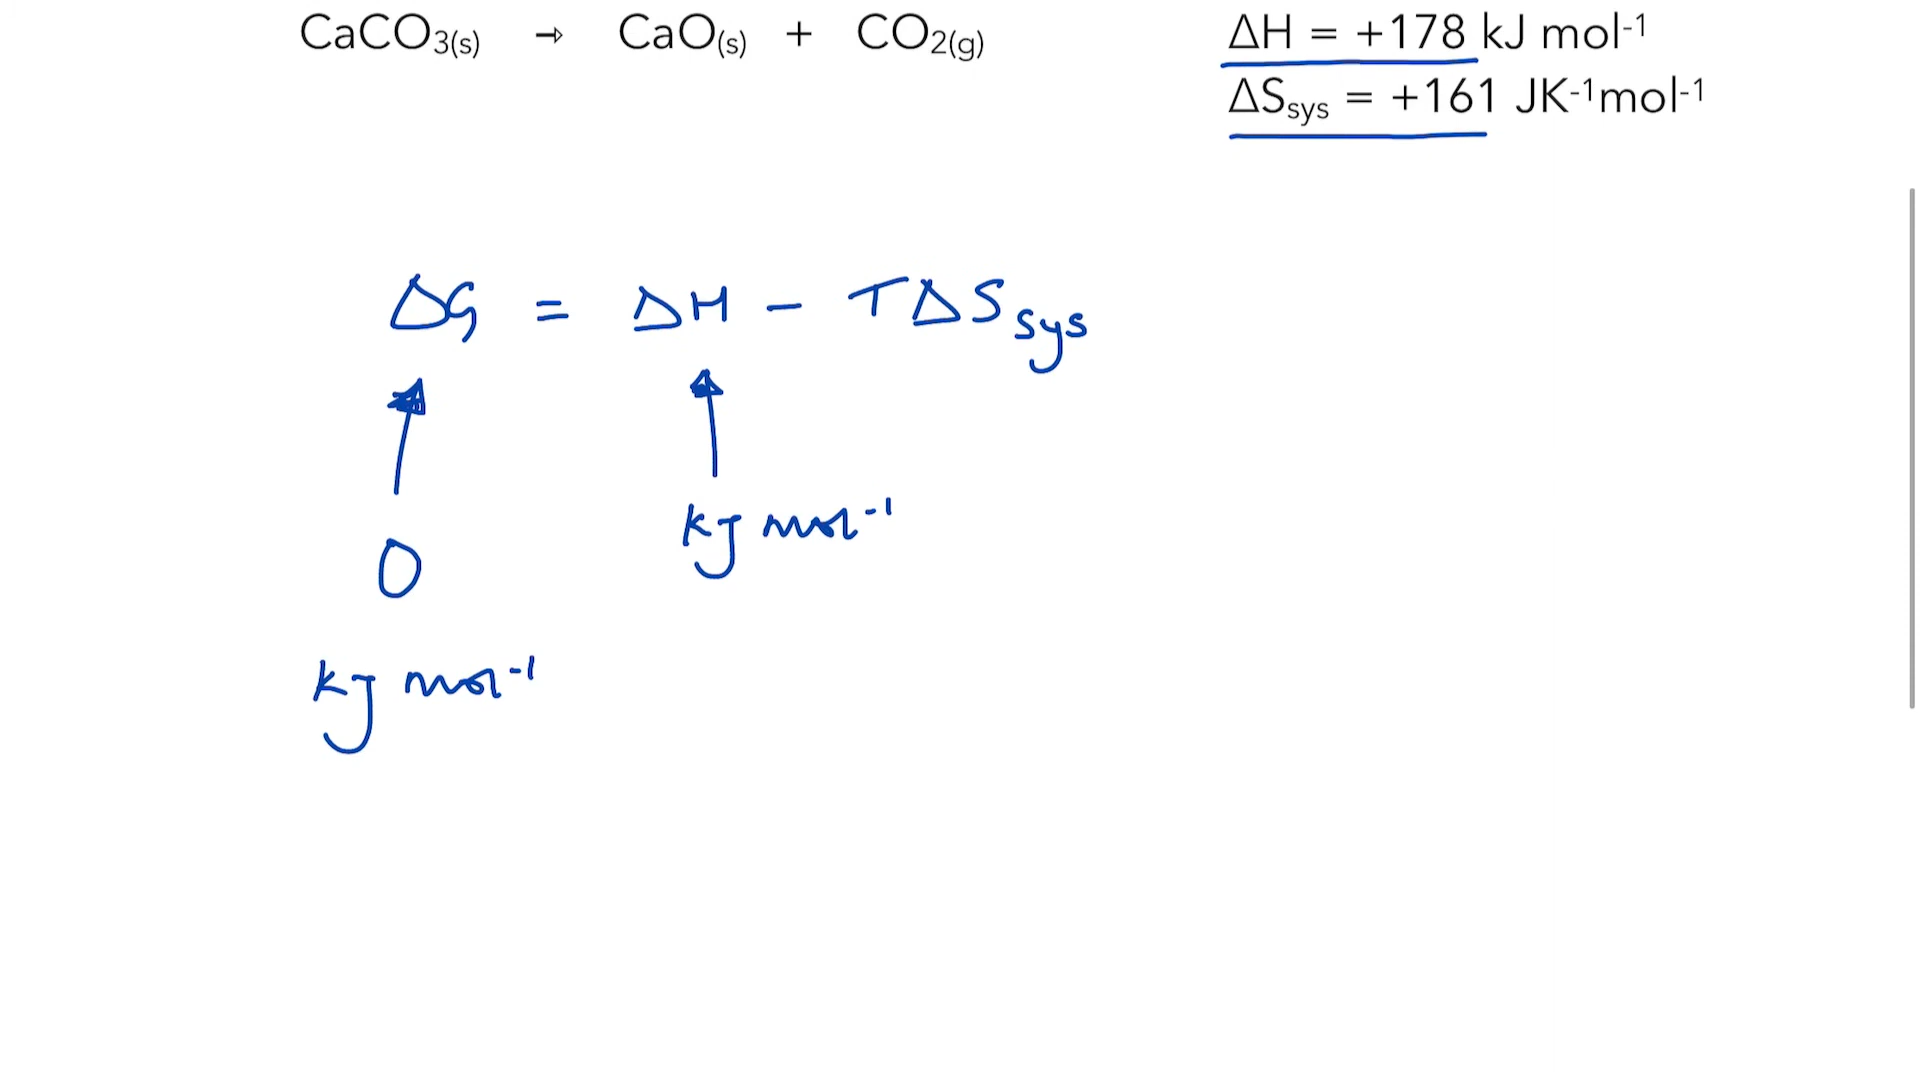 CaCO₃₍ₛ₎ → CaO₍ₛ₎ + CO₂(g) ΔH = +178 kJ mol⁻¹
ΔSsys = +161 JK⁻¹mol⁻¹
ΔG = ΔH - TΔSsys
kJ mol⁻¹
0
kJ mol⁻¹